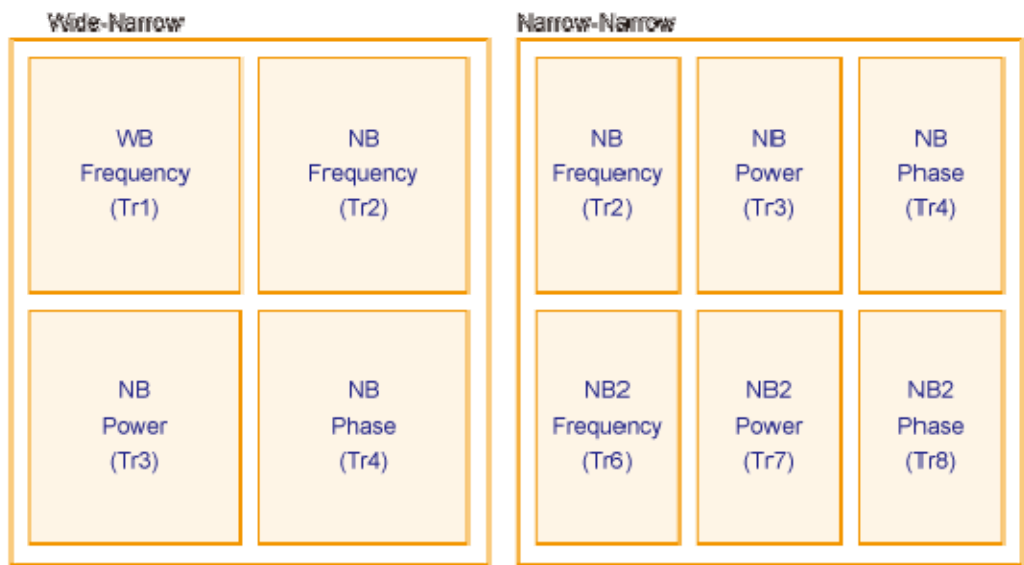 Wide-Narrow
WB
Frequency
(Tr1)
NB
Frequency
(Tr2)
NB
Power
(Tr3)
NB
Phase
(Tr4)
Narrow-Narrow
NB
Frequency
(Tr2)
NB
Power
(Tr3)
NB
Phase
(Tr4)
NB2
Frequency
(Tr6)
NB2
Power
(Tr7)
NB2
Phase
(Tr8)